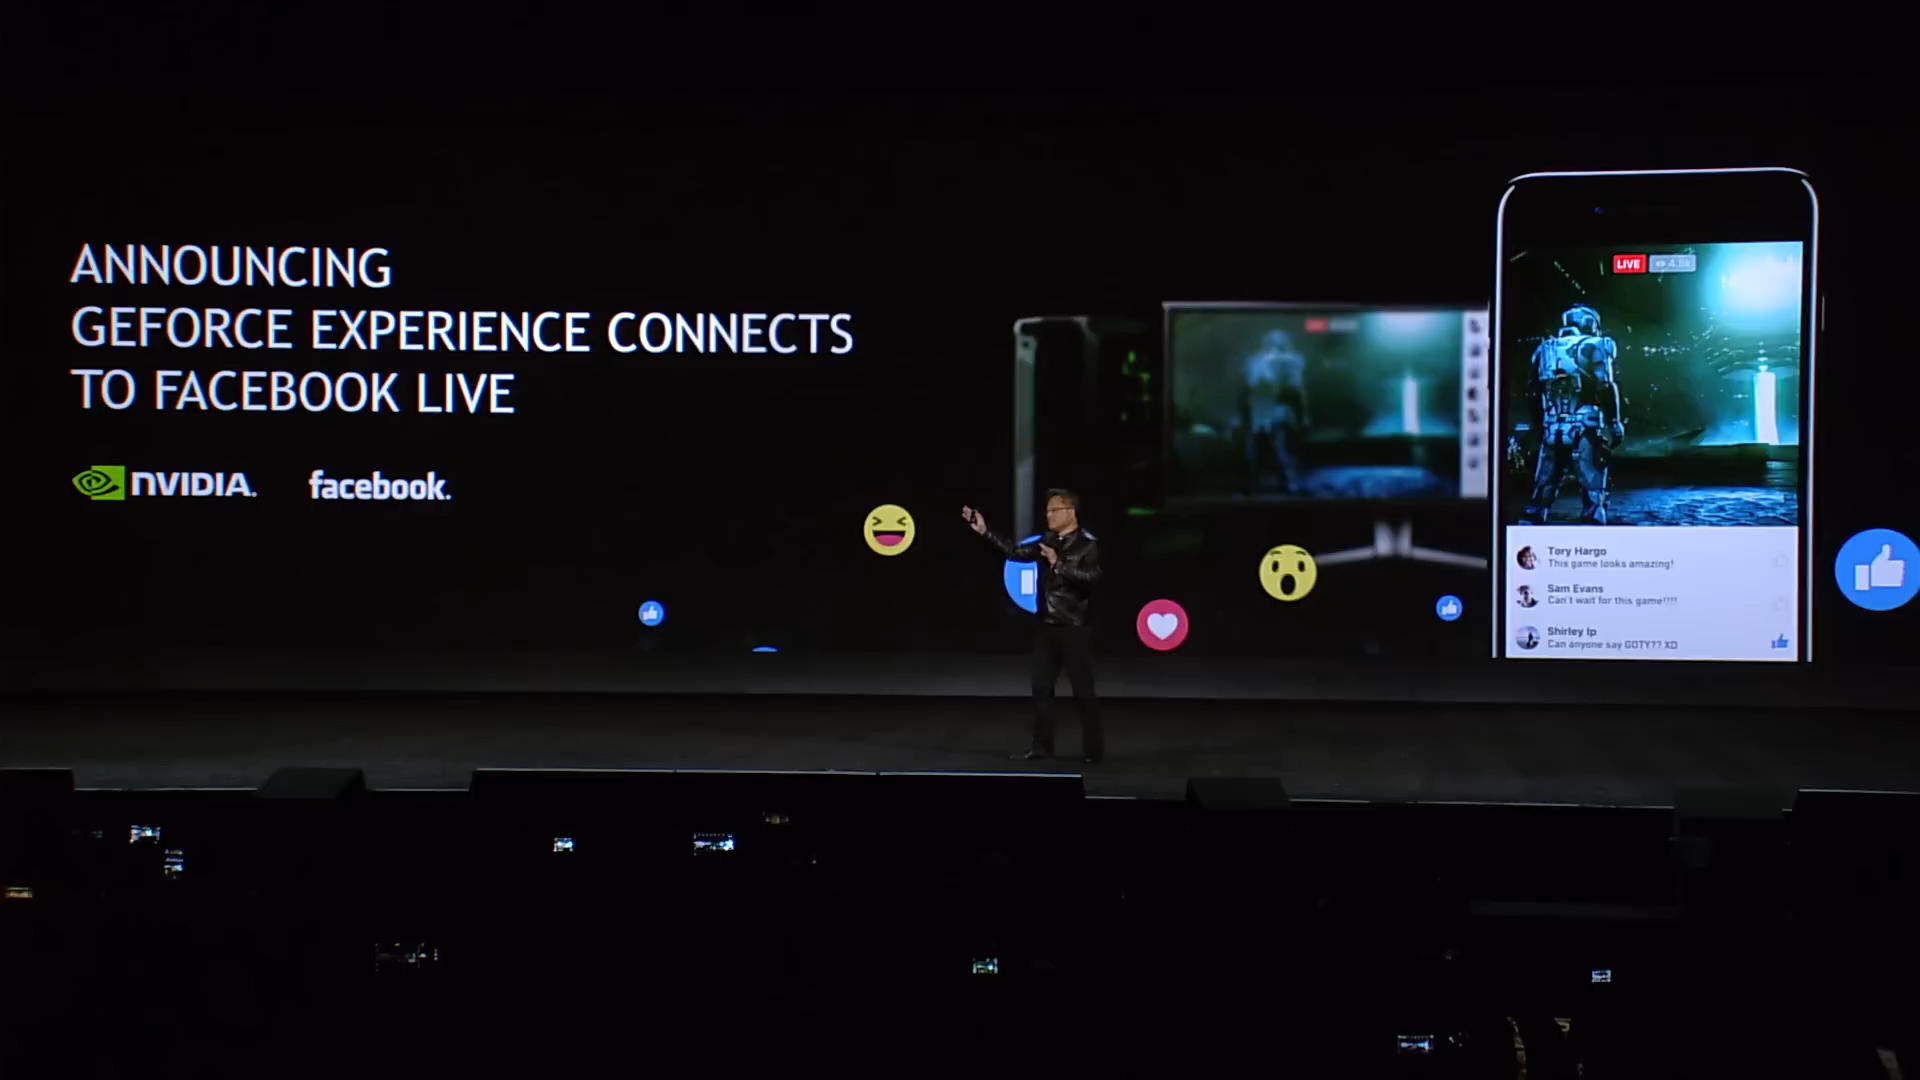 ANNOUNCING
GEFORCE EXPERIENCE CONNECTS
TO FACEBOOK LIVE
NVIDIA.
facebook.
LIVE
Tory Hargo
This game looks amazing!
Sam Evans
Can't wait for this game!!!!
Shirley Ip
Can anyone say GOTY?? XD